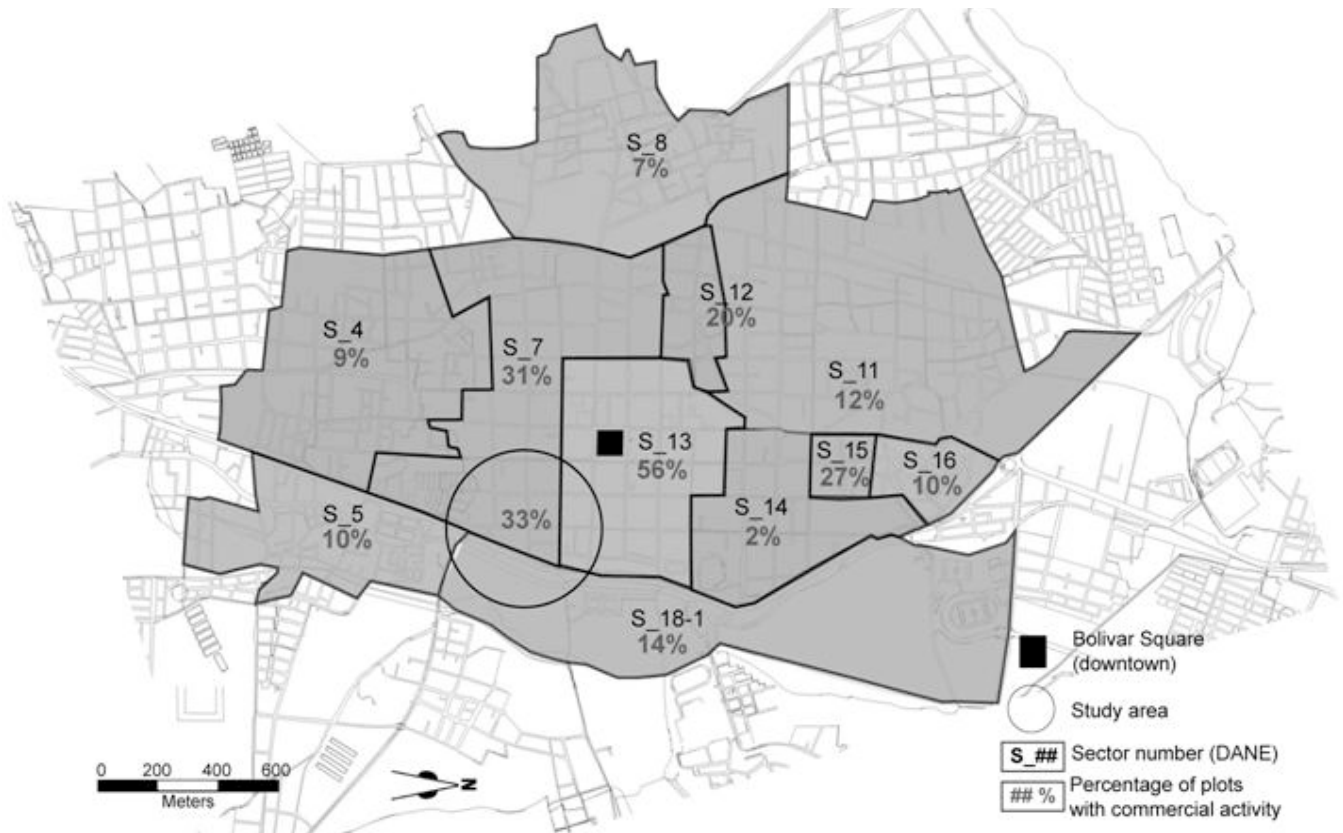 S_8
7%
S_12
20%
S_4
9%
S_7
31%
S_11
12%
S_13
56%
S_15
27%
S_16
10%
S_5
10%
33%
S_14
2%
S_18-1
14%
Bolivar Square
(downtown)
Study area
S_## Sector number (DANE)
## % Percentage of plots
with commercial activity
0 200 400 600
Meters
N